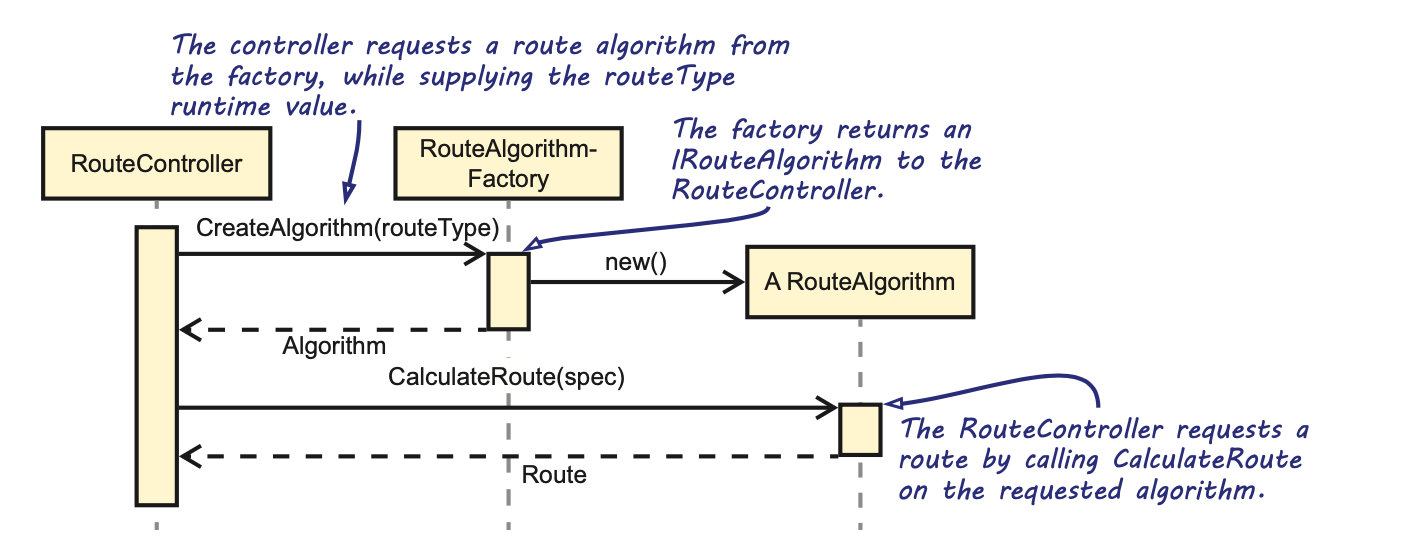 The controller requests a route algorithm from
the factory, while supplying the routeType
runtime value.
RouteController
RouteAlgorithm-
Factory
The factory returns an
IRouteAlgorithm to the
RouteController.
CreateAlgorithm(routeType)
new()
A RouteAlgorithm
Algorithm
CalculateRoute(spec)
The RouteController requests a
route by calling CalculateRoute
on the requested algorithm.
Route